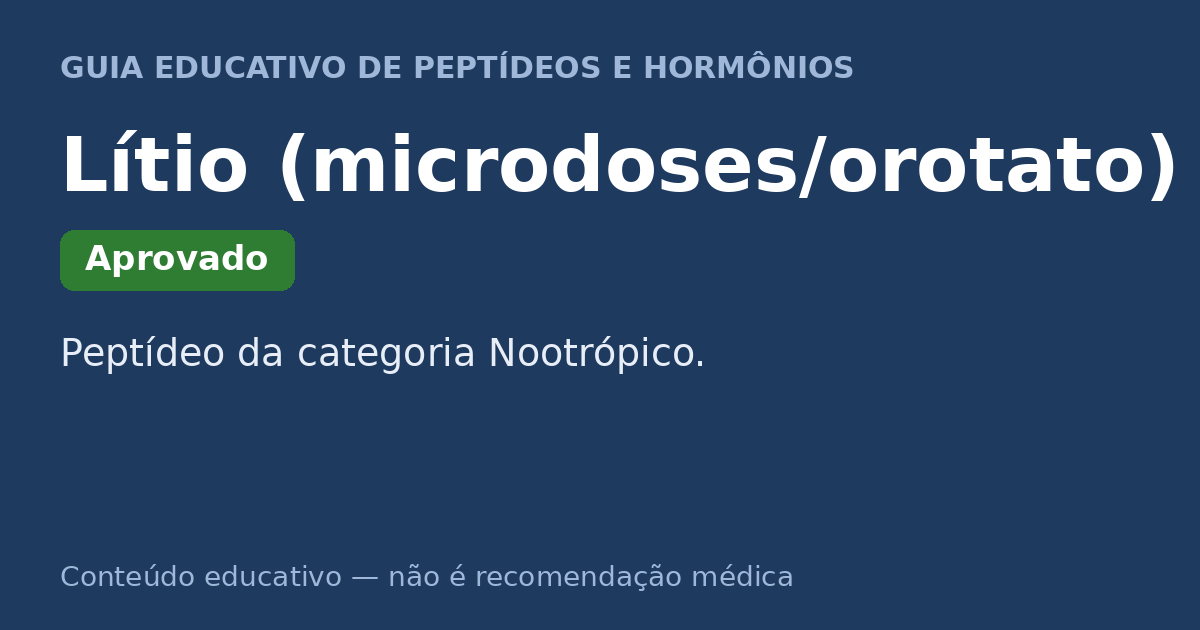 GUIA EDUCATIVO DE PEPTÍDEOS E HORMÔNIOS
Lítio (microdoses/orotato)
Aprovado
Peptídeo da categoria Nootrópico.
Conteúdo educativo — não é recomendação médica